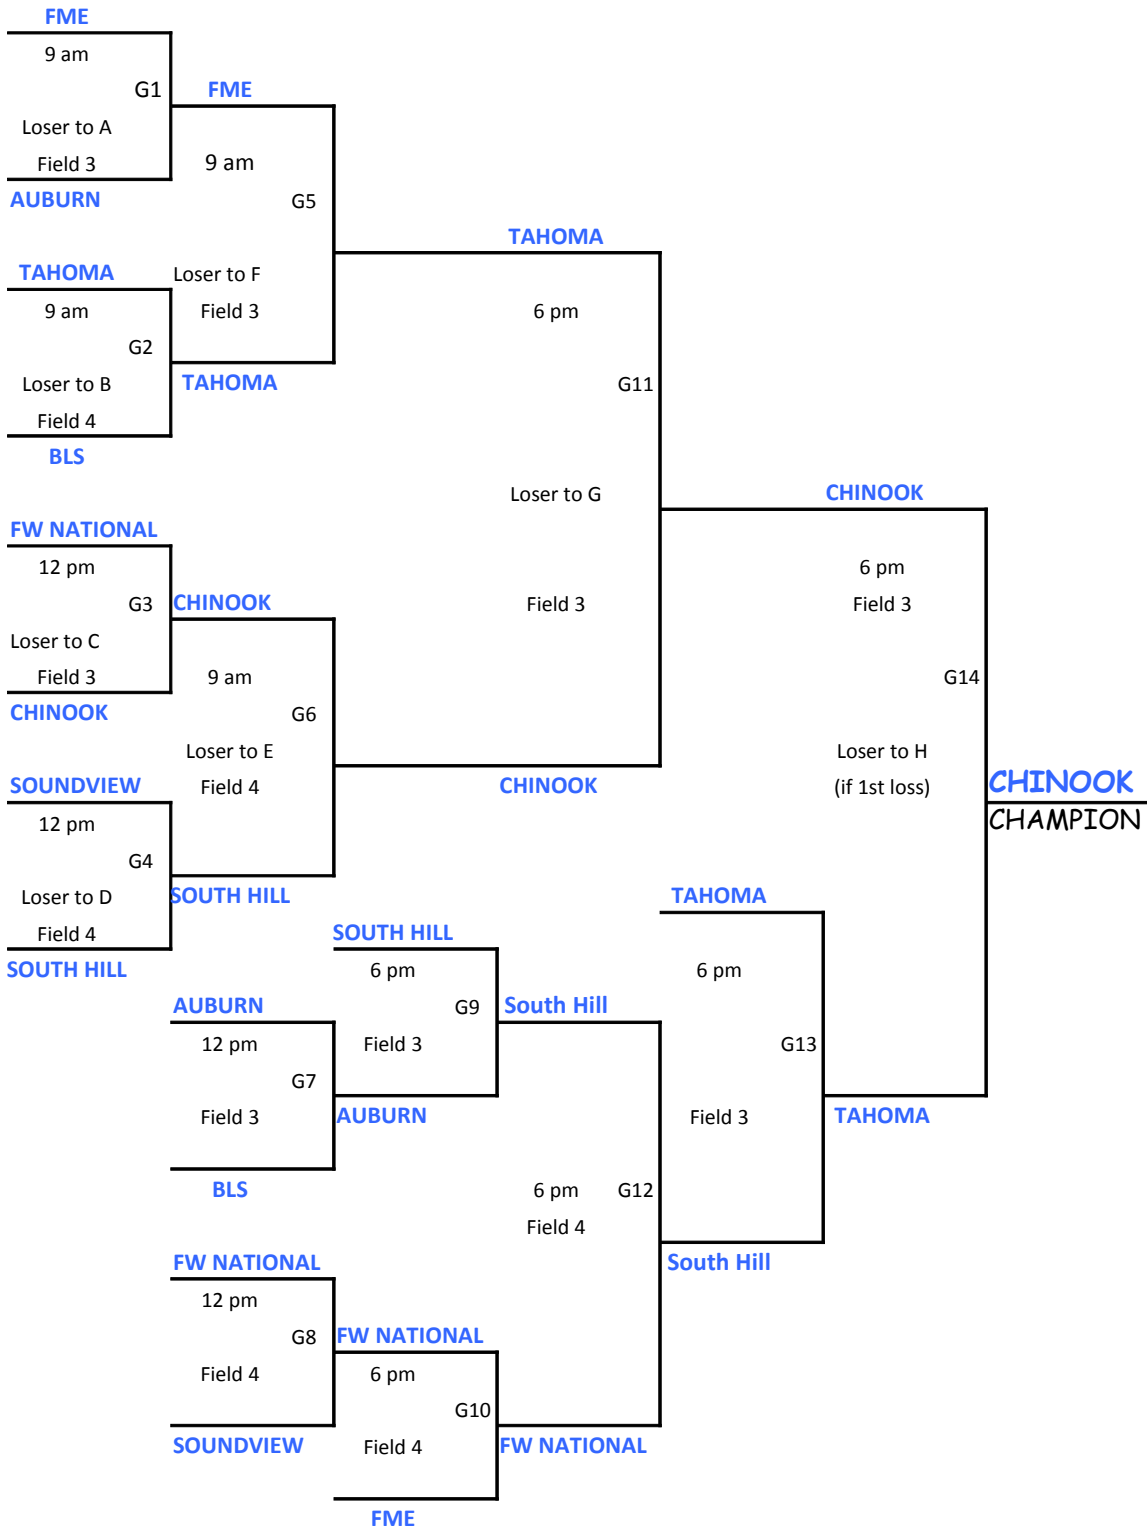 FME
9 am
G1
FME
Loser to A
Field 3
9 am
AUBURN
G5
TAHOMA
TAHOMA
Loser to F
9 am
Field 3
6 pm
G2
Loser to B
TAHOMA
G11
Field 4
BLS
Loser to G
CHINOOK
FW NATIONAL
12 pm
6 pm
G3
CHINOOK
Field 3
Field 3
Loser to C
Field 3
9 am
G14
CHINOOK
G6
Loser to E
Loser to H
SOUNDVIEW
Field 4
CHINOOK
(if 1st loss)
CHINOOK
12 pm
CHAMPION
G4
Loser to D
SOUTH HILL
TAHOMA
Field 4
SOUTH HILL
SOUTH HILL
6 pm
6 pm
AUBURN
G9
South Hill
12 pm
Field 3
G13
G7
Field 3
AUBURN
Field 3
TAHOMA
BLS
6 pm
G12
Field 4
FW NATIONAL
South Hill
12 pm
G8
FW NATIONAL
Field 4
6 pm
G10
SOUNDVIEW
Field 4
FW NATIONAL
FME